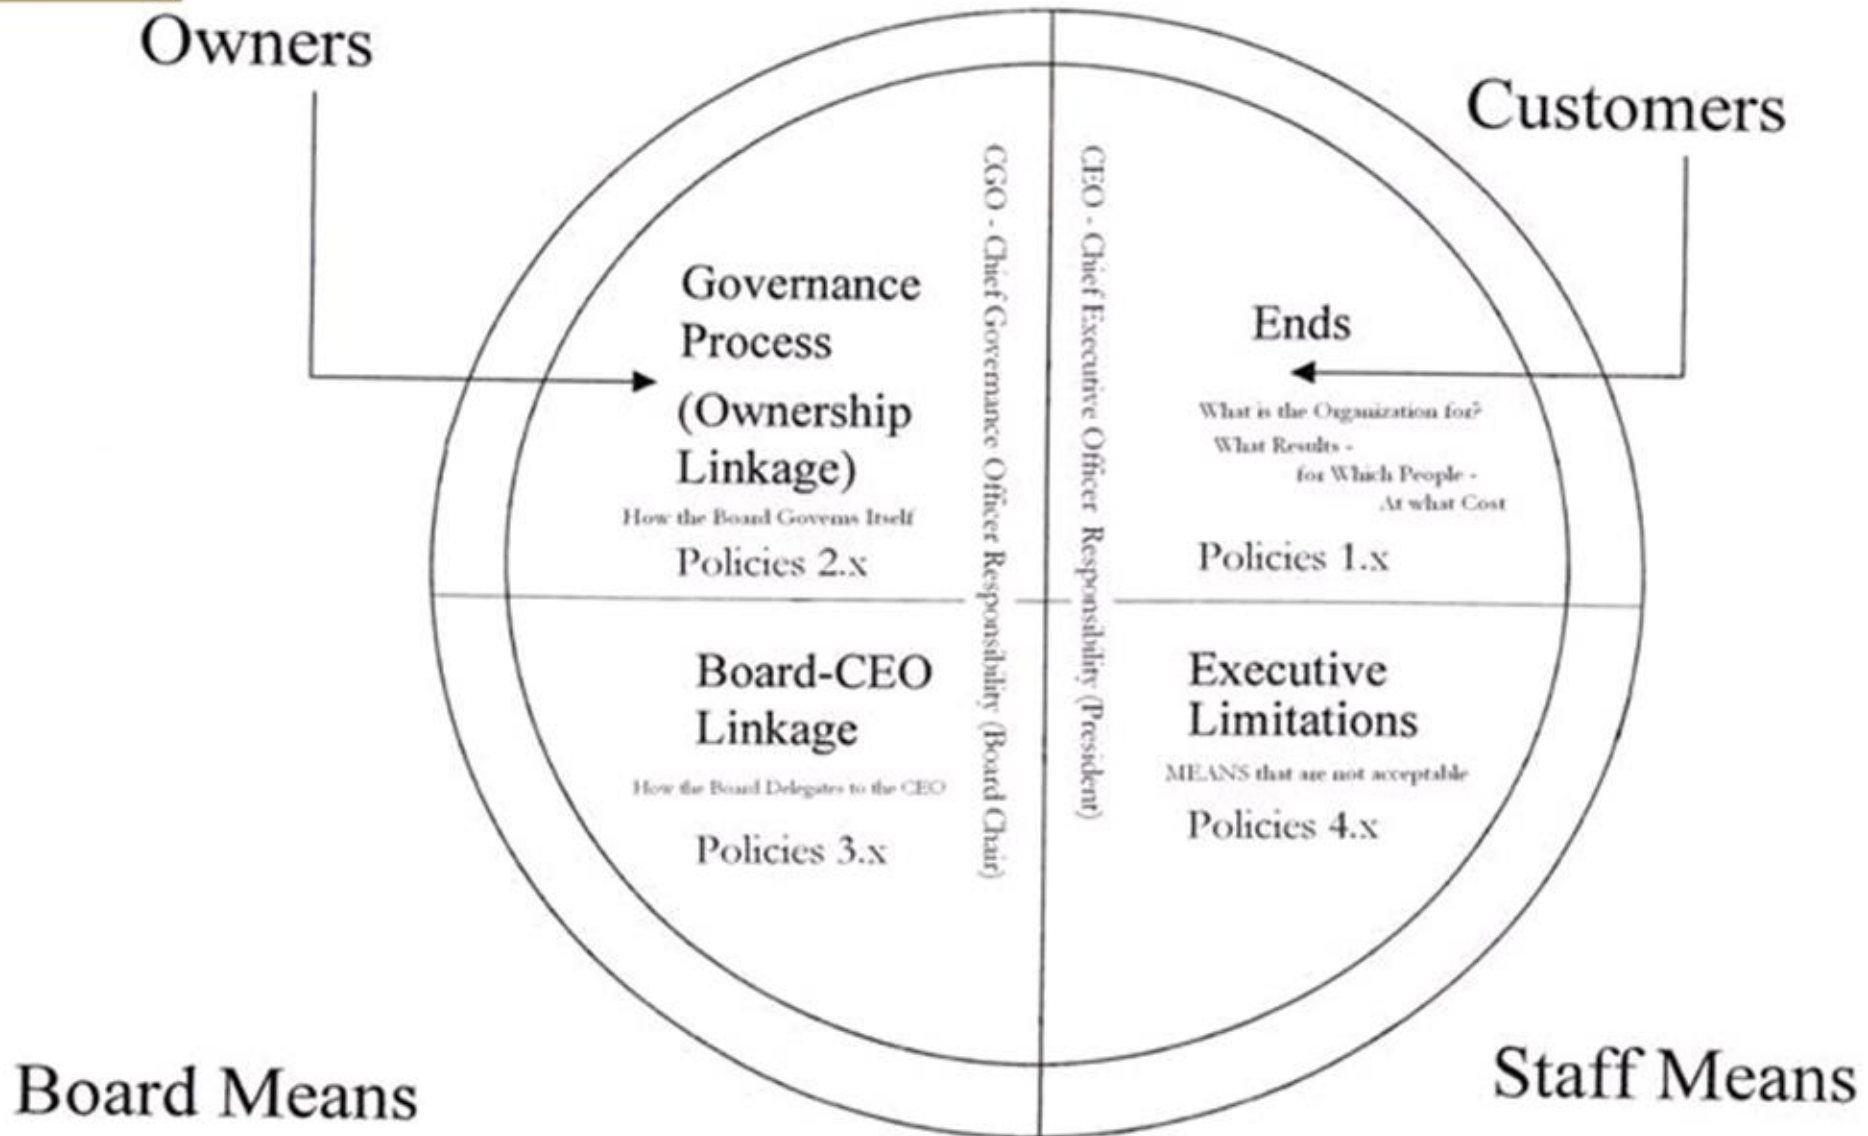 Owners
Customers
CGO - Chief Governance Officer Responsibility (Board Chair)
CEO - Chief Executive Officer Responsibility (President)
Governance
Process
(Ownership
Linkage)
How the Board Governs Itself
Policies 2.x
Ends
What is the Organization for?
What Results -
for Which People -
At what Cost
Policies 1.x
Board-CEO
Linkage
How the Board Delegates to the CEO
Policies 3.x
Executive
Limitations
MEANS that are not acceptable
Policies 4.x
Board Means
Staff Means